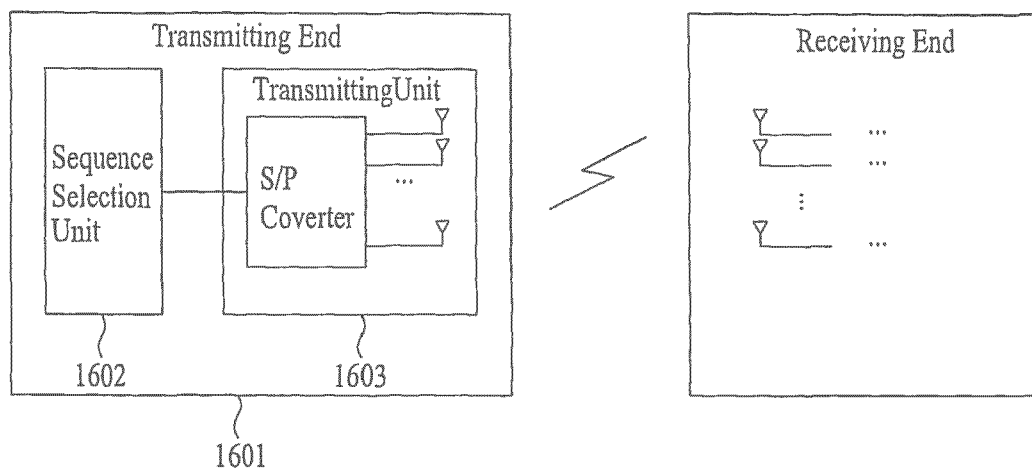 Transmitting End
Receiving End
TransmittingUnit
Sequence
Selection
Unit
S/P
Coverter
...
...
...
...
...
1602
1603
1601